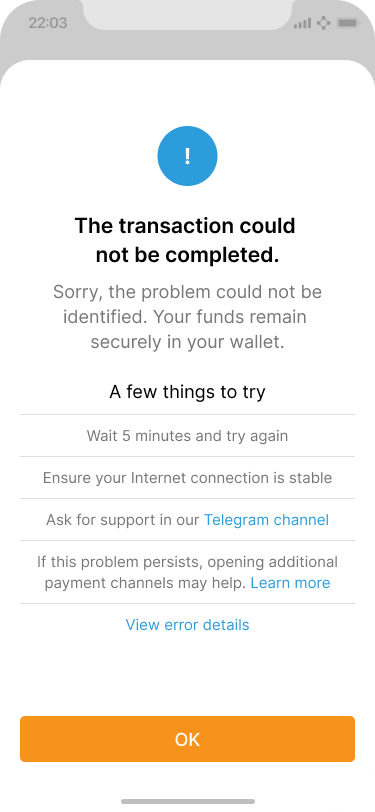 22:03
!
The transaction could
not be completed.
Sorry, the problem could not be
identified. Your funds remain
securely in your wallet.
A few things to try
Wait 5 minutes and try again
Ensure your Internet connection is stable
Ask for support in our Telegram channel
If this problem persists, opening additional
payment channels may help. Learn more
View error details
OK